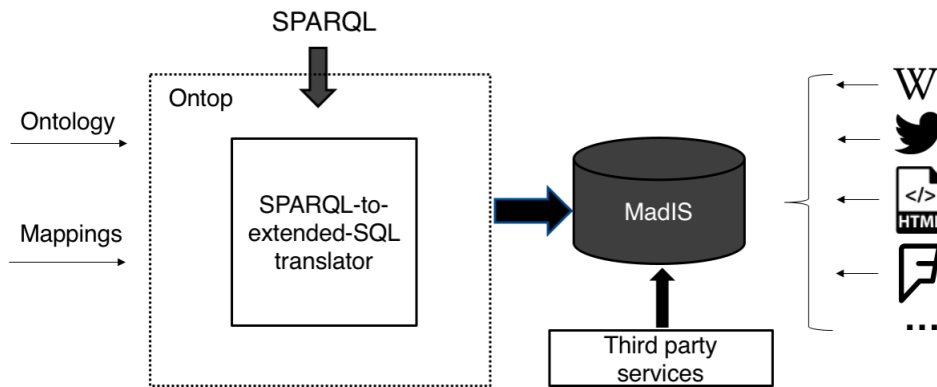 SPARQL
Ontop
Ontology
Mappings
SPARQL-to-
extended-SQL
translator
MadIS
Third party
services
W
</>
HTML
...